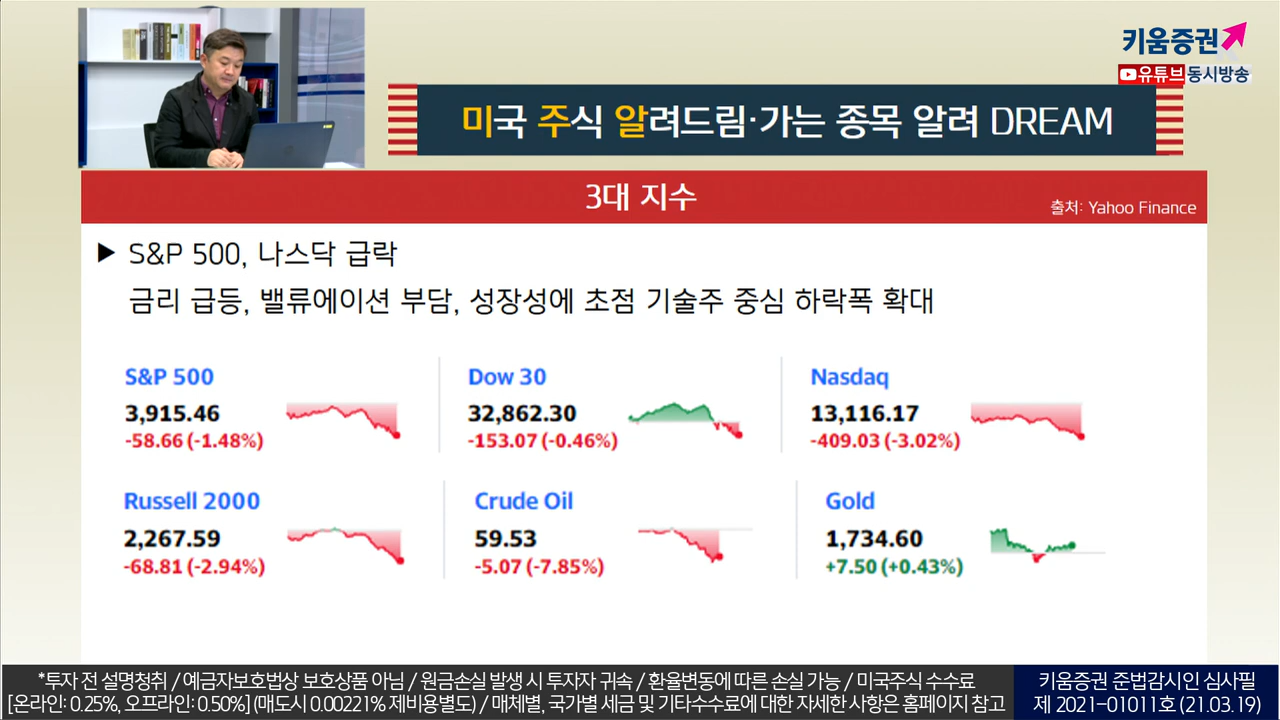 키움증권
유튜브 동시방송
미국 주식 알려드림·가는 종목 알려 DREAM
3대 지수
출처: Yahoo Finance
▶ S&P 500, 나스닥 급락
금리 급등, 밸류에이션 부담, 성장성에 초점 기술주 중심 하락폭 확대
S&P 500
3,915.46
-58.66 (-1.48%)
Dow 30
32,862.30
-153.07 (-0.46%)
Nasdaq
13,116.17
-409.03 (-3.02%)
Russell 2000
2,267.59
-68.81 (-2.94%)
Crude Oil
59.53
-5.07 (-7.85%)
Gold
1,734.60
+7.50 (+0.43%)
*투자 전 설명청취 / 예금자보호법상 보호상품 아님 / 원금손실 발생 시 투자자 귀속 / 환율변동에 따른 손실 가능 / 미국주식 수수료
[온라인: 0.25%, 오프라인: 0.50%] (매도시 0.00221% 제비용별도) / 매체별, 국가별 세금 및 기타수수료에 대한 자세한 사항은 홈페이지 참고
키움증권 준법감시인 심사필
제 2021-01011호 (21.03.19)